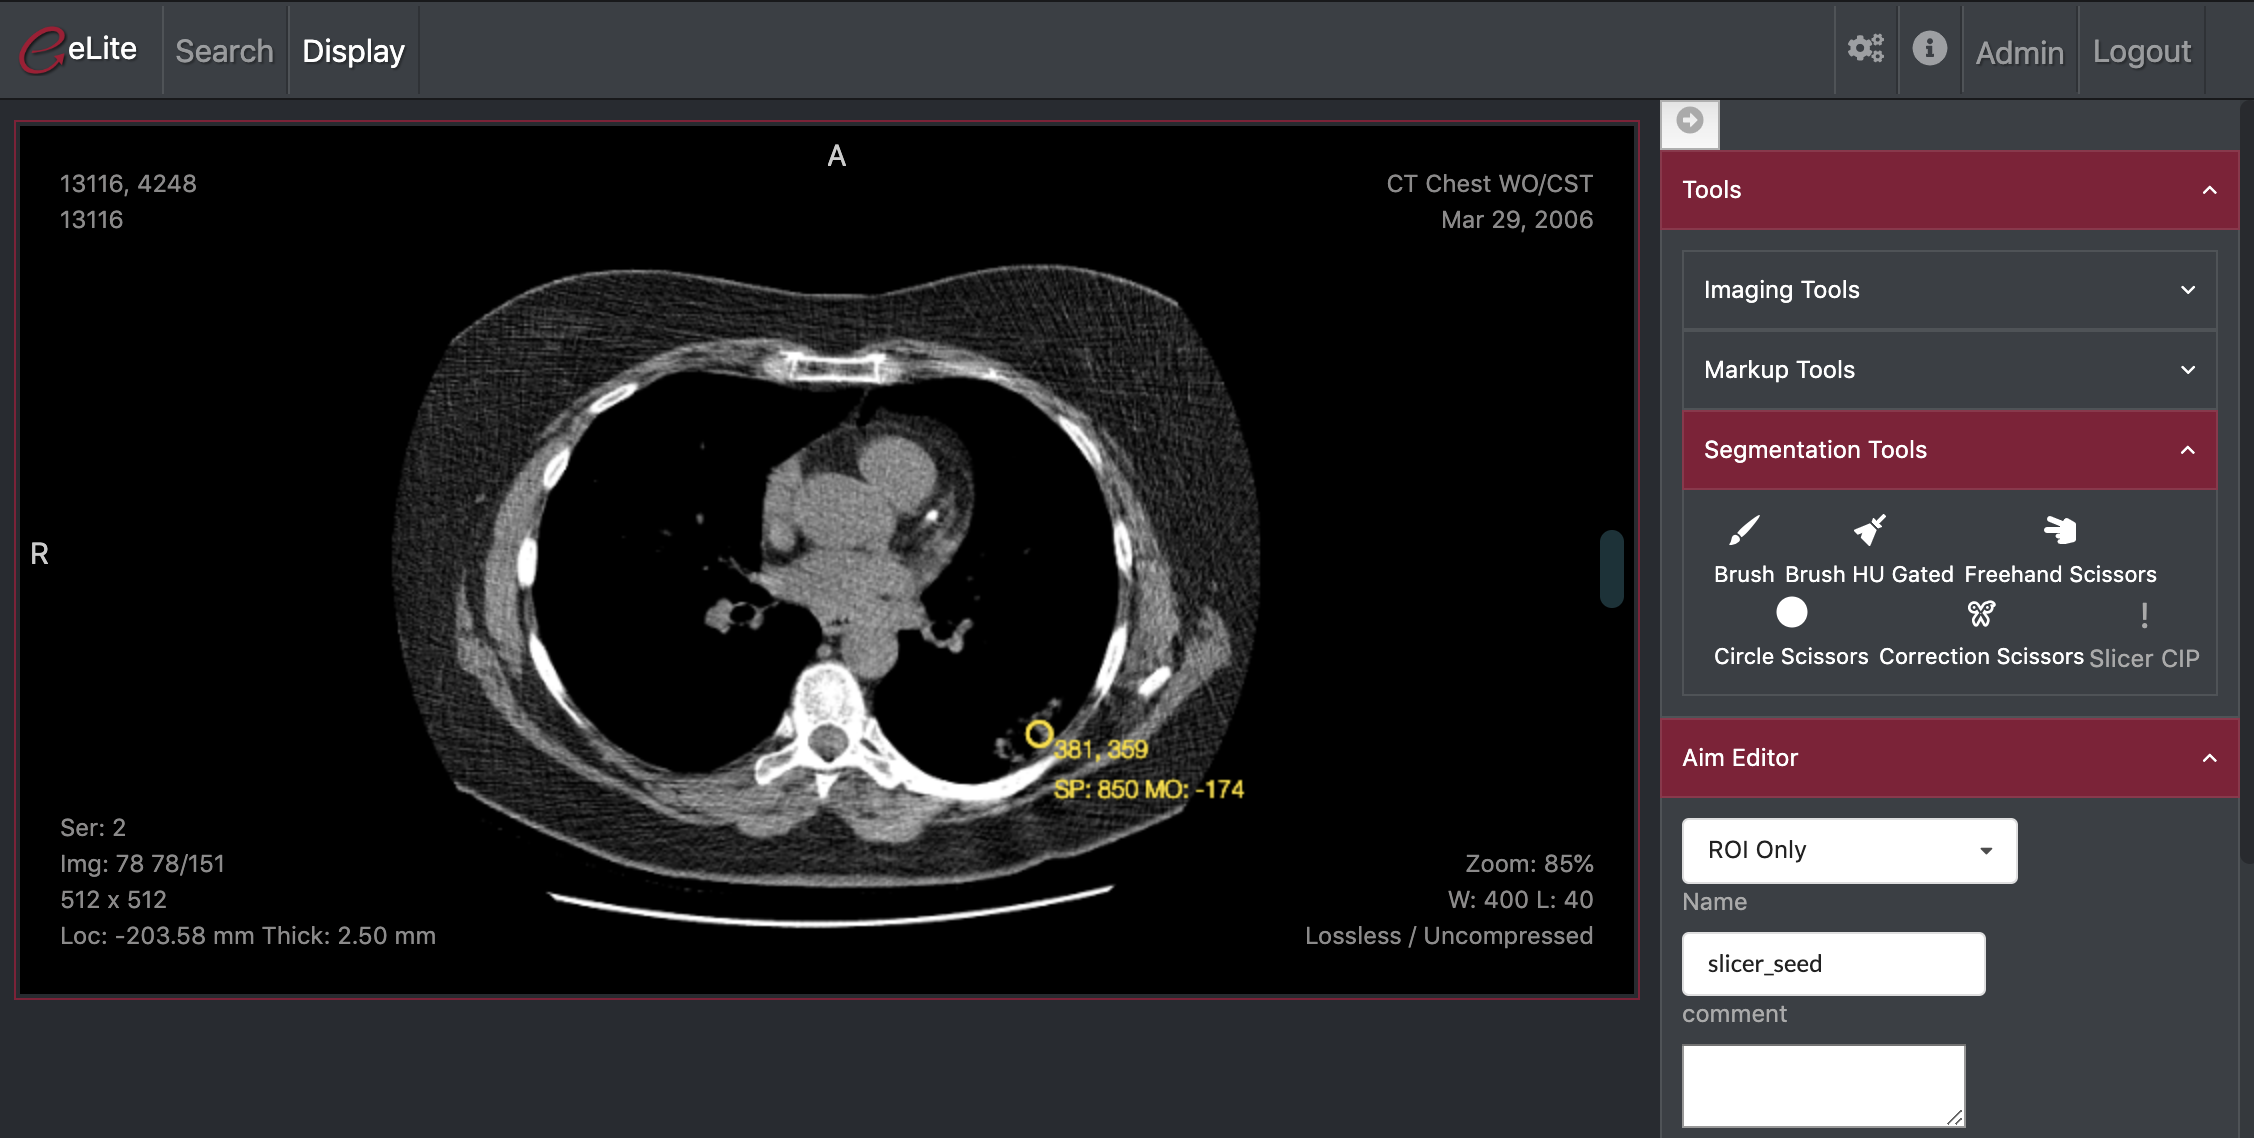 eLite Search Display Admin Logout
A
13116, 4248
13116
CT Chest WO/CST
Mar 29, 2006
R
381, 359
SP: 850 MO: -174
Ser: 2
Img: 78 78/151
512 x 512
Loc: -203.58 mm Thick: 2.50 mm
Zoom: 85%
W: 400 L: 40
Lossless / Uncompressed
Tools
Imaging Tools
Markup Tools
Segmentation Tools
Brush Brush HU Gated Freehand Scissors
Circle Scissors Correction Scissors Slicer CIP
Aim Editor
ROI Only
Name
slicer_seed
comment